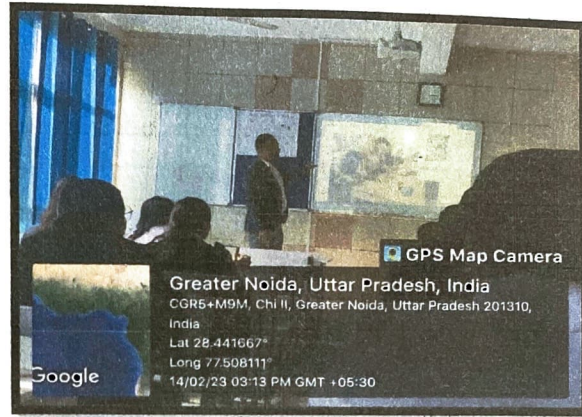 GPS Map Camera
Greater Noida, Uttar Pradesh, India
CGR5+M9M, Chi II, Greater Noida, Uttar Pradesh 201310,
India
Lat 28.441667°
Long 77.508111°
14/02/23 03:13 PM GMT +05:30
Google